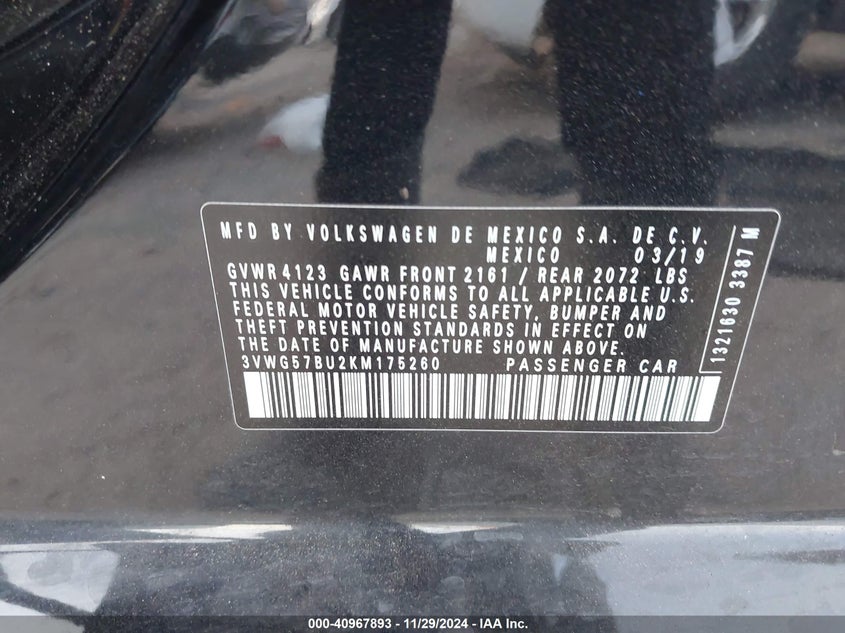 MFD BY VOLKSWAGEN DE MEXICO S.A. DE C.V.
MEXICO 03/19
GVWR 4123 GAWR FRONT 2161 / REAR 2072 LBS
THIS VEHICLE CONFORMS TO ALL APPLICABLE U.S.
FEDERAL MOTOR VEHICLE SAFETY, BUMPER AND
THEFT PREVENTION STANDARDS IN EFFECT ON
THE DATE OF MANUFACTURE SHOWN ABOVE.
3VWG57BU2KM175260 PASSENGER CAR
1321630 3387 M
000-40967893 - 11/29/2024 - IAA Inc.